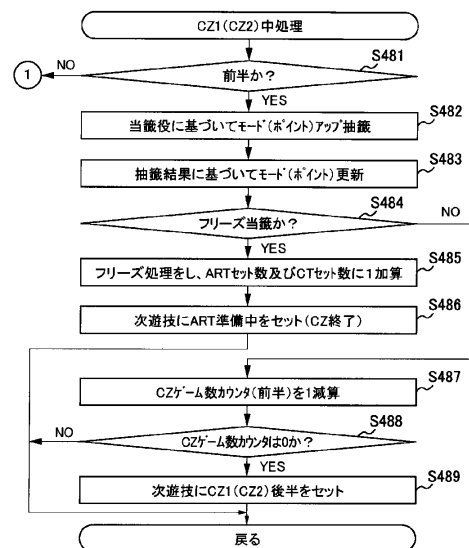 CZ1(CZ2)中処理
S481
NO
1
前半か？
YES
S482
当籤役に基づいてモード(ポイント)アップ抽籤
S483
抽籤結果に基づいてモード(ポイント)更新
S484
NO
フリーズ当籤か？
YES
S485
フリーズ処理をし、ARTセット数及びCTセット数に1加算
S486
次遊技にART準備中をセット(CZ終了)
S487
CZゲーム数カウンタ(前半)を1減算
S488
NO
CZゲーム数カウンタは0か？
YES
S489
次遊技にCZ1(CZ2)後半をセット
戻る